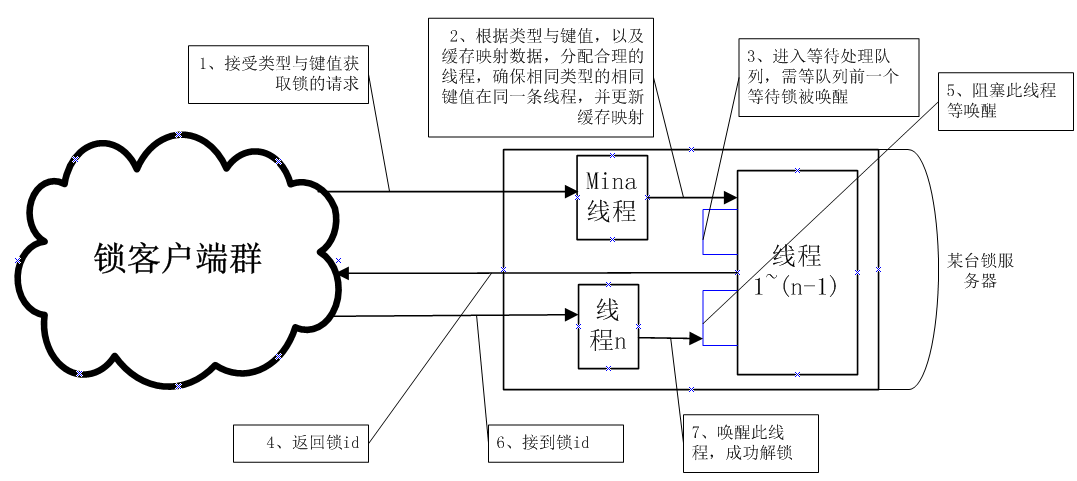 1、接受类型与键值获
取锁的请求
2、根据类型与键值，以及
缓存映射数据，分配合理的
线程，确保相同类型的相同
键值在同一条线程，并更新
缓存映射
3、进入等待处理队
列，需等队列前一个
等待锁被唤醒
5、阻塞此线程
等唤醒
Mina
线程
锁客户端群
线程
1~(n-1)
某台锁服
务器
线
程n
4、返回锁id
6、接到锁id
7、唤醒此线
程，成功解锁